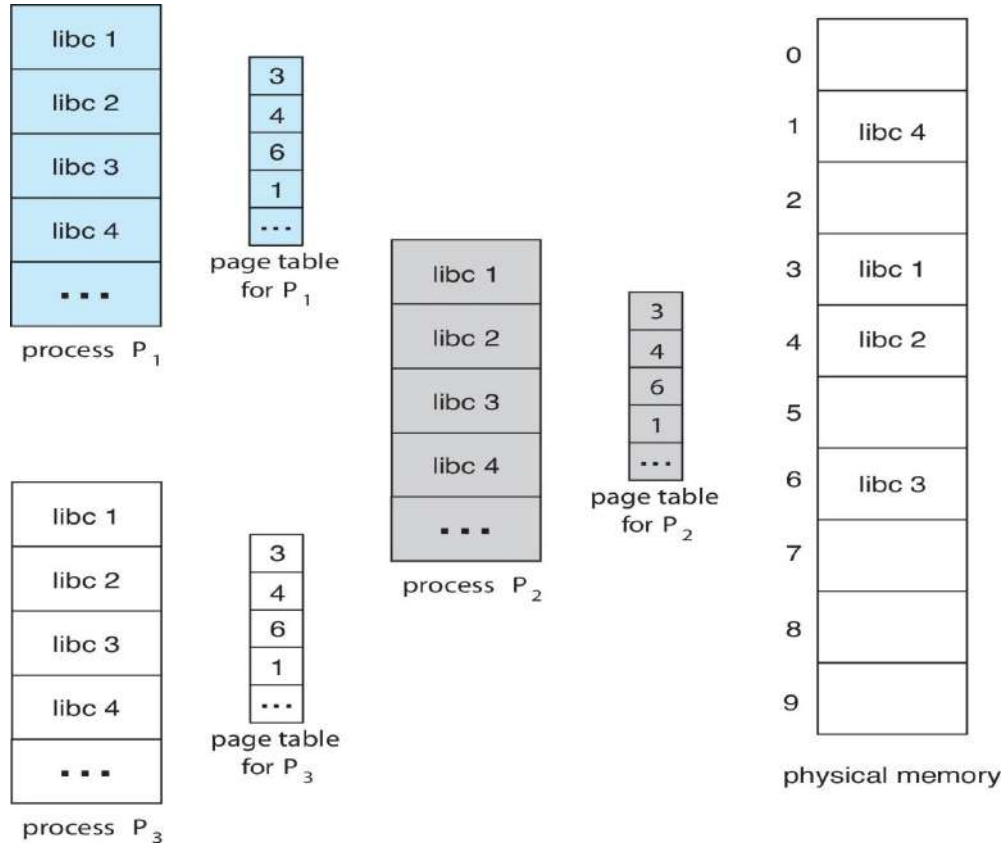 libc 1
libc 2
libc 3
libc 4
...
process P1
3
4
6
1
...
page table
for P1
libc 1
libc 2
libc 3
libc 4
...
process P2
3
4
6
1
...
page table
for P2
libc 1
libc 2
libc 3
libc 4
...
process P3
3
4
6
1
...
page table
for P3
0
1 libc 4
2
3 libc 1
4 libc 2
5
6 libc 3
7
8
9
physical memory